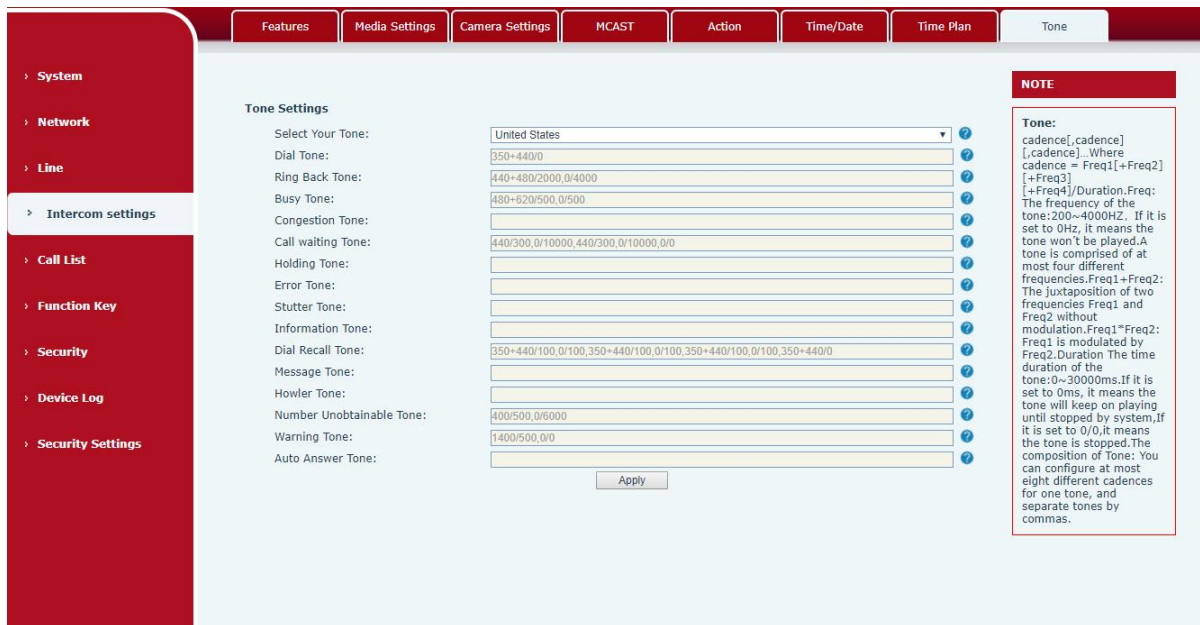 Features
Media Settings
Camera Settings
MCAST
Action
Time/Date
Time Plan
Tone
› System
› Network
› Line
› Intercom settings
› Call List
› Function Key
› Security
› Device Log
› Security Settings
Tone Settings
Select Your Tone: United States
Dial Tone: 350+440/0
Ring Back Tone: 440+480/2000,0/4000
Busy Tone: 480+620/500,0/500
Congestion Tone:
Call waiting Tone: 440/300,0/10000,440/300,0/10000,0/0
Holding Tone:
Error Tone:
Stutter Tone:
Information Tone:
Dial Recall Tone: 350+440/100,0/100,350+440/100,0/100,350+440/100,0/100,350+440/0
Message Tone:
Howler Tone:
Number Unobtainable Tone: 400/500,0/6000
Warning Tone: 1400/500,0/0
Auto Answer Tone:
Apply
NOTE
Tone:
cadence[,cadence]
[,cadence]...Where
cadence = Freq1[+Freq2]
[+Freq3]
[+Freq4]/Duration.Freq:
The frequency of the
tone:200~4000HZ, If it is
set to 0Hz, it means the
tone won't be played.A
tone is comprised of at
most four different
frequencies.Freq1+Freq2:
The juxtaposition of two
frequencies Freq1 and
Freq2 without
modulation.Freq1*Freq2:
Freq1 is modulated by
Freq2.Duration The time
duration of the
tone:0~30000ms.If it is
set to 0ms, it means the
tone will keep on playing
until stopped by system,If
it is set to 0/0,it means
the tone is stopped.The
composition of Tone: You
can configure at most
eight different cadences
for one tone, and
separate tones by
commas.